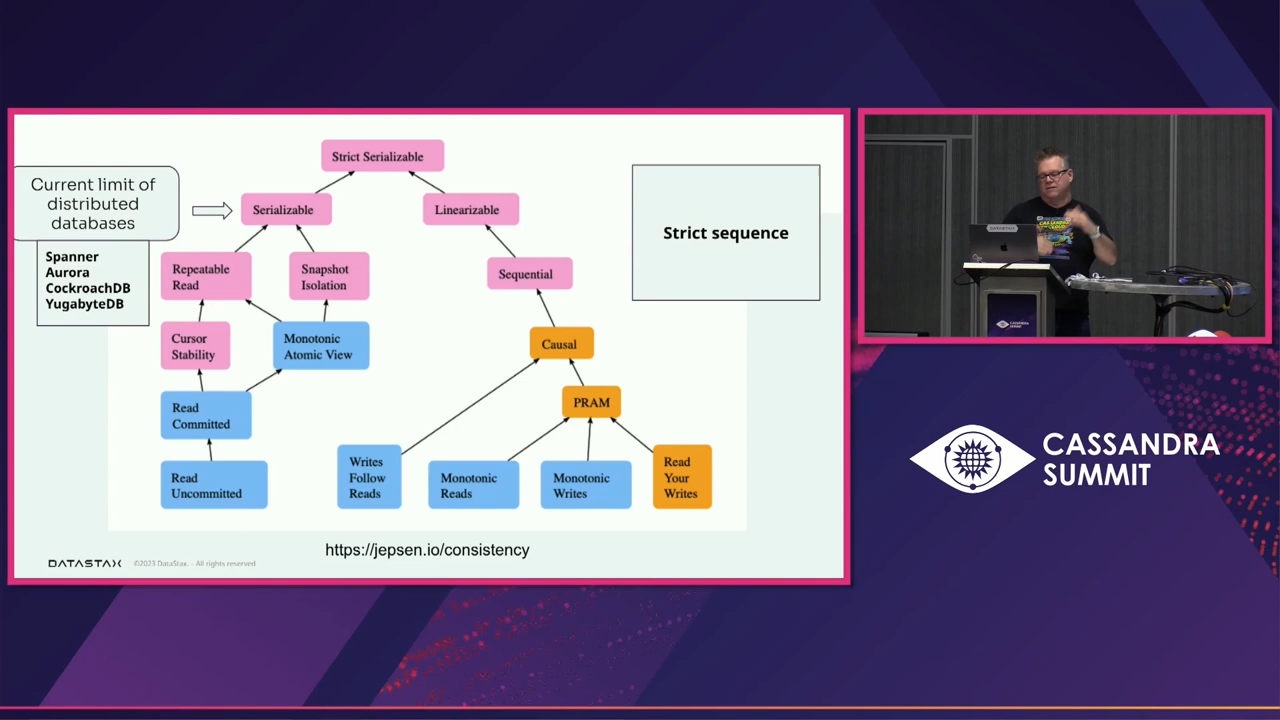 Strict Serializable
Current limit of
distributed
databases
Serializable
Linearizable
Strict sequence
Spanner
Aurora
CockroachDB
YugabyteDB
Repeatable
Read
Snapshot
Isolation
Sequential
Cursor
Stability
Monotonic
Atomic View
Causal
Read
Committed
PRAM
Read
Uncommitted
Writes
Follow
Reads
Monotonic
Reads
Monotonic
Writes
Read
Your
Writes
https://jepsen.io/consistency
DATASTAX
©2023 DataStax. - All rights reserved
CASSANDRA
SUMMIT